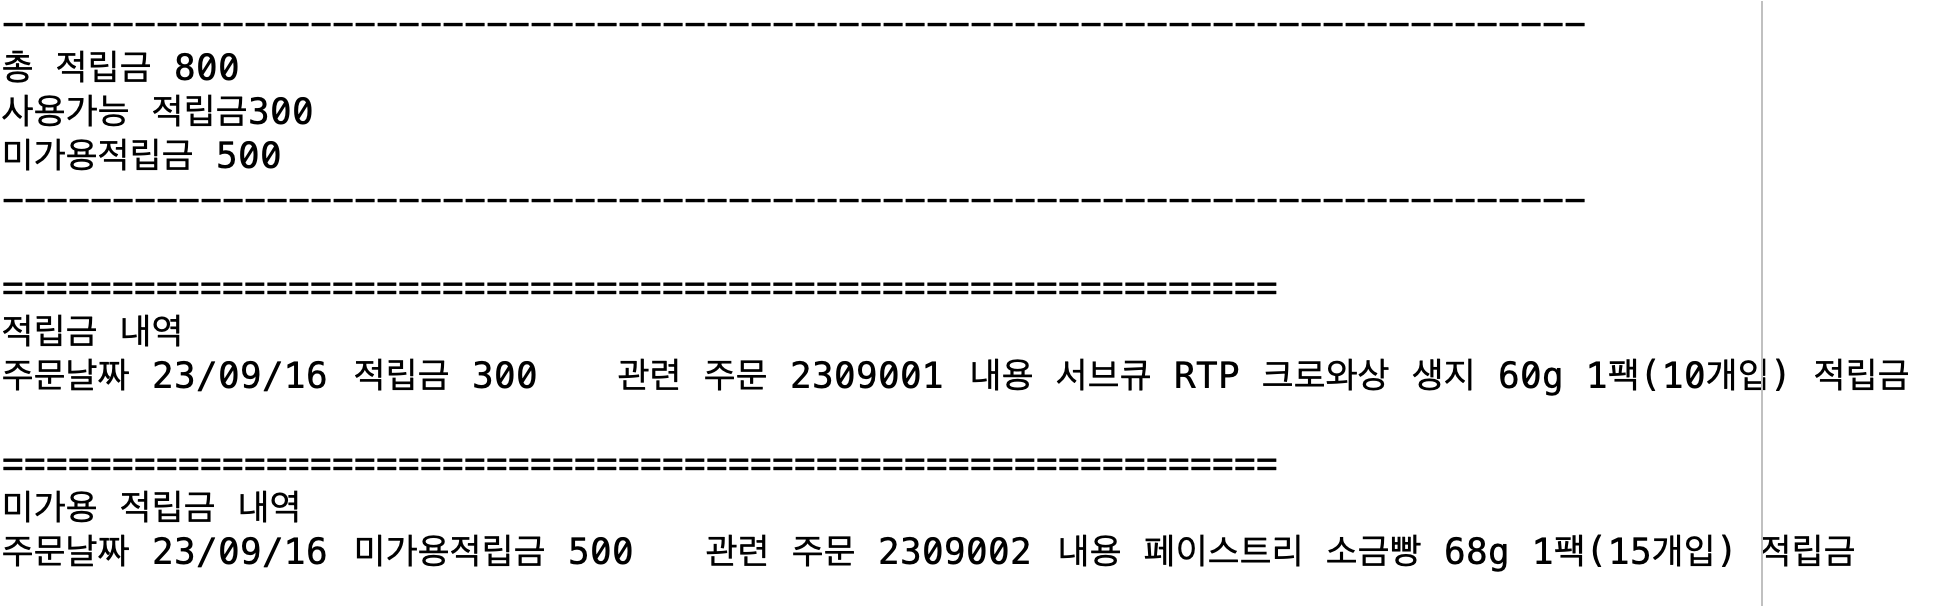 ------------------------------------------------------------------------
총 적립금 800
사용가능 적립금300
미가용적립금 500
------------------------------------------------------------------------
==========================================================
적립금 내역
주문날짜 23/09/16 적립금 300    관련 주문 2309001 내용 서브큐 RTP 크로와상 생지 60g 1팩(10개입) 적립금
==========================================================
미가용 적립금 내역
주문날짜 23/09/16 미가용적립금 500    관련 주문 2309002 내용 페이스트리 소금빵 68g 1팩(15개입) 적립금